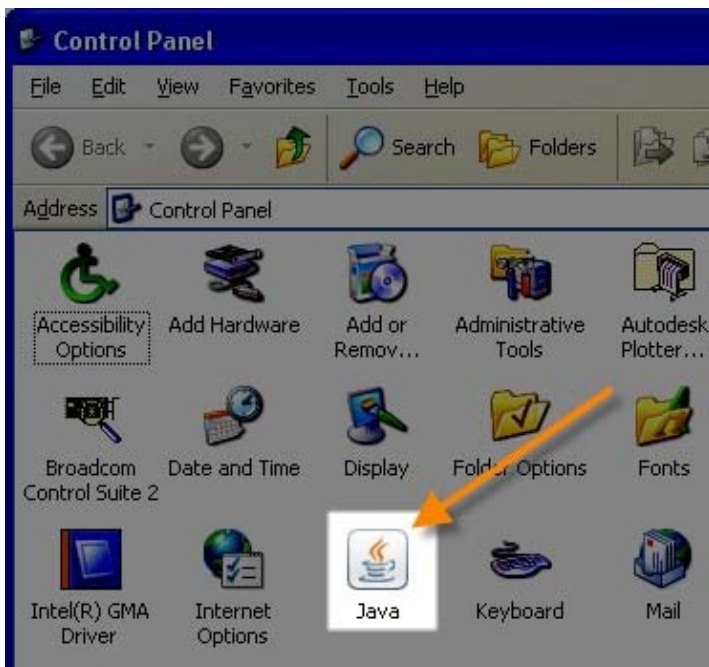 Control Panel
File Edit View Favorites Tools Help
Back Search Folders
Address Control Panel
Accessibility Options
Add Hardware
Add or Remov...
Administrative Tools
Autodesk Plotter...
Broadcom Control Suite 2
Date and Time
Display
Folder Options
Fonts
Intel(R) GMA Driver
Internet Options
Java
Keyboard
Mail